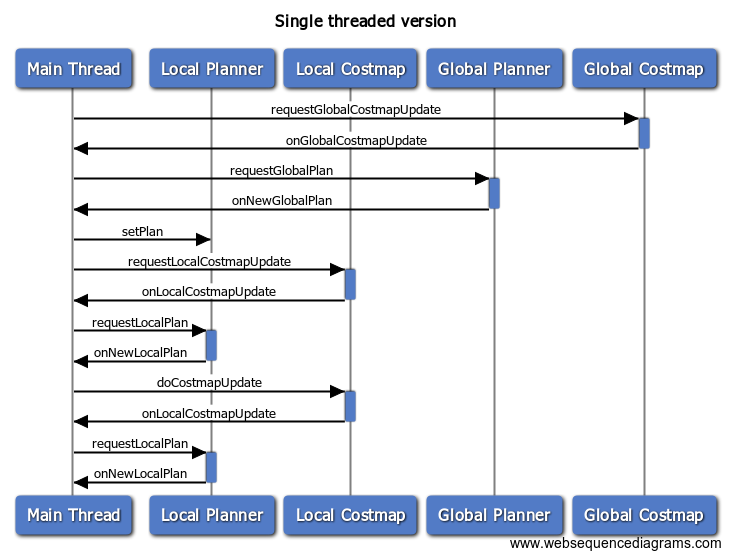 Single threaded version
Main Thread Local Planner Local Costmap Global Planner Global Costmap
requestGlobalCostmapUpdate
onGlobalCostmapUpdate
requestGlobalPlan
onNewGlobalPlan
setPlan
requestLocalCostmapUpdate
onLocalCostmapUpdate
requestLocalPlan
onNewLocalPlan
doCostmapUpdate
onLocalCostmapUpdate
requestLocalPlan
onNewLocalPlan
Main Thread Local Planner Local Costmap Global Planner Global Costmap
www.websequencediagrams.com